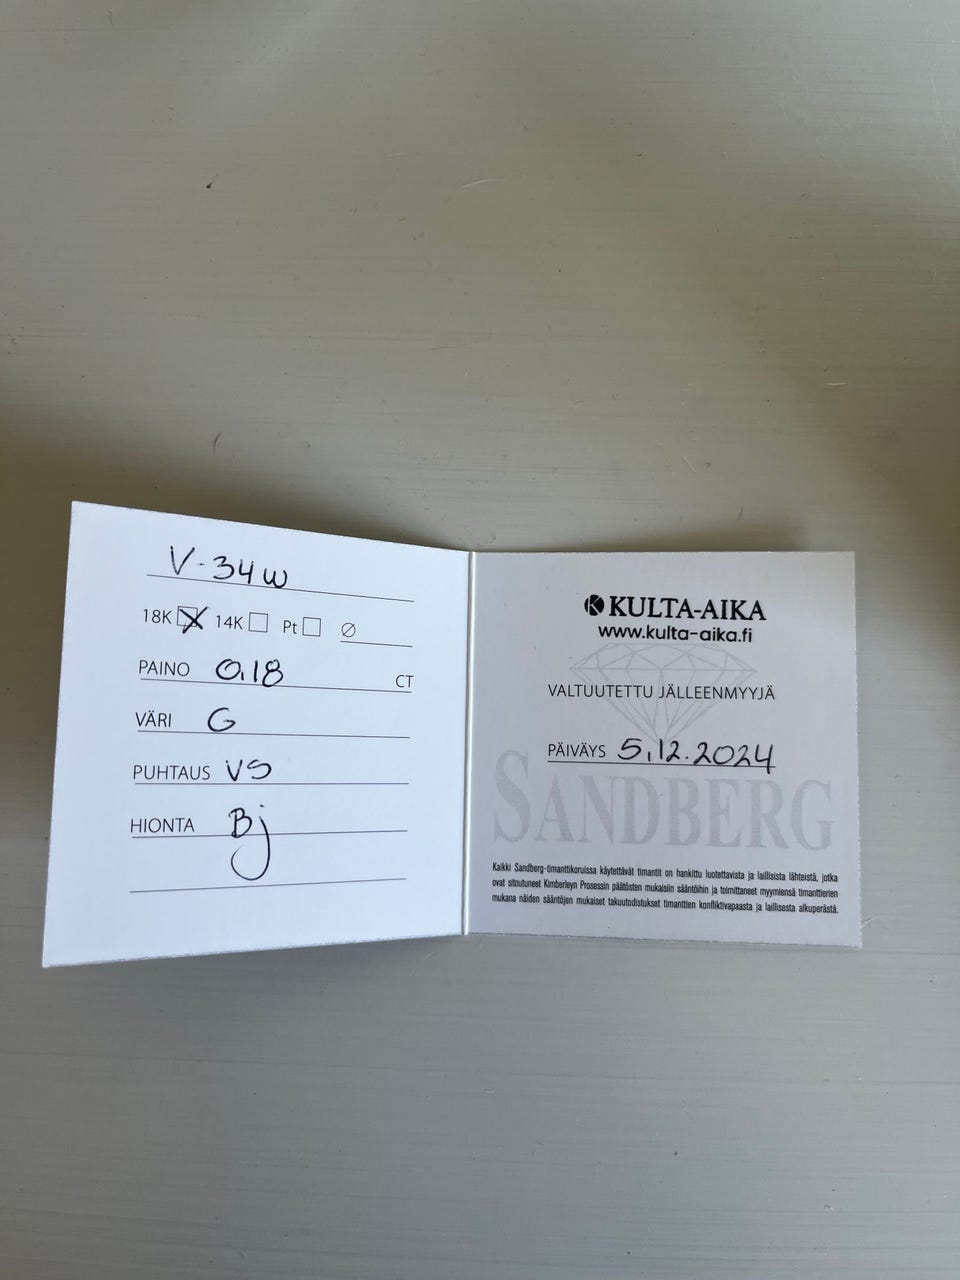 V-34w
18K ☒ 14K ☐ Pt ☐ ∅
PAINO 0,18 CT
VÄRI G
PUHTAUS VS
HIONTA Bj
KULTA-AIKA
www.kulta-aika.fi
VALTUUTETTU JÄLLEENMYYJÄ
PÄIVÄYS 5.12.2024
SANDBERG
Kaikki Sandberg-timanttikoruissa käytettävät timantit on hankittu luotettavista ja laillisista lähteistä, jotka
ovat sitoutuneet Kimberleyn Prosessin päätösten mukaisiin sääntöihin ja toimittaneet myymiensä timanttierien
mukana näiden sääntöjen mukaiset takuutodistukset timanttien konfliktivapaasta ja laillisesta alkuperästä.